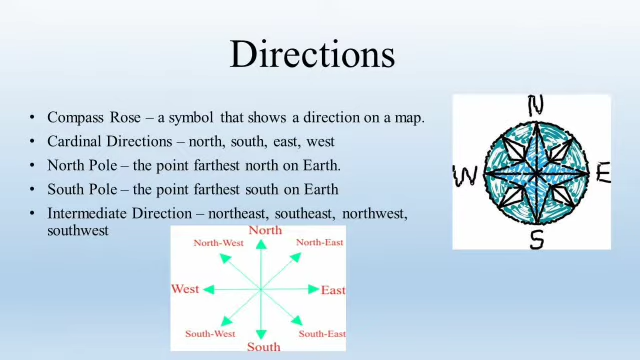 Directions
• Compass Rose – a symbol that shows a direction on a map.
• Cardinal Directions – north, south, east, west
• North Pole – the point farthest north on Earth.
• South Pole – the point farthest south on Earth
• Intermediate Direction – northeast, southeast, northwest,
southwest
N
W E
S
North
North-West North-East
West East
South-West South-East
South